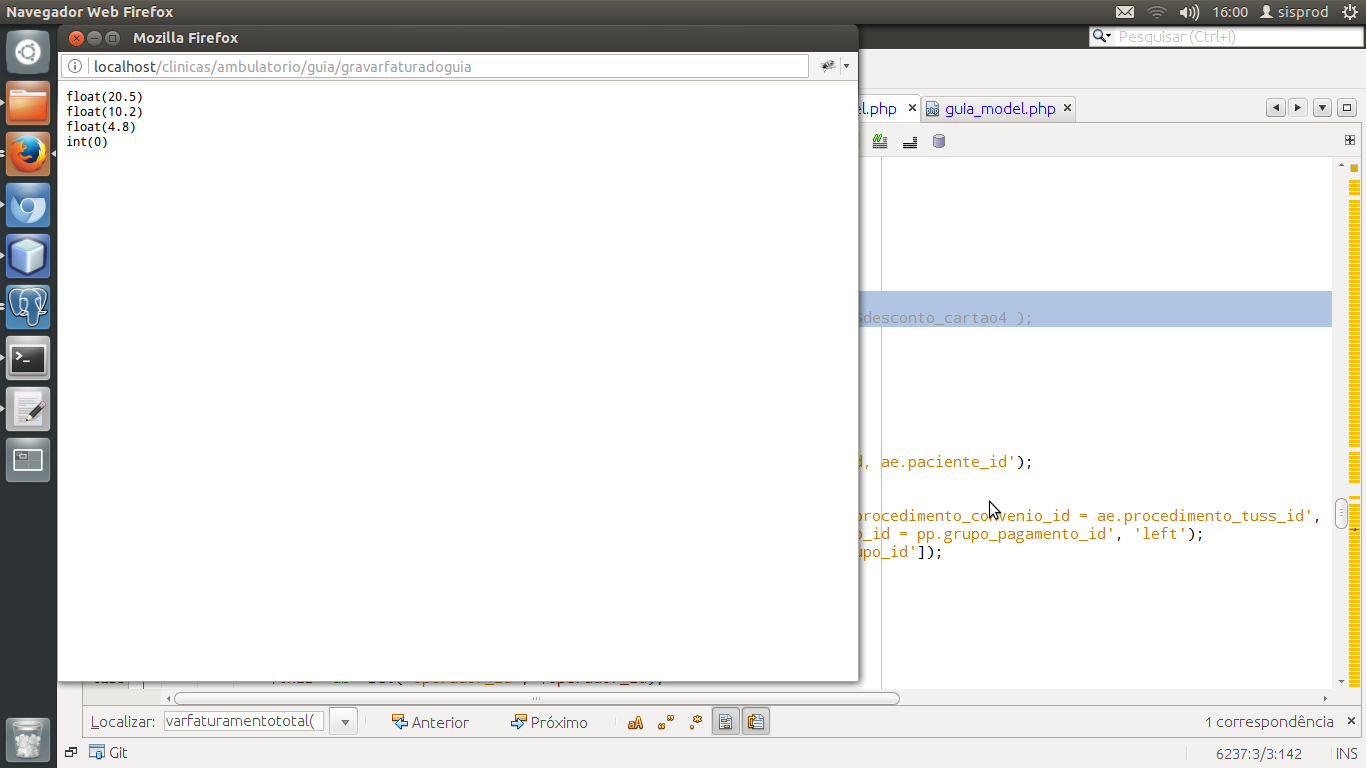 Navegador Web Firefox
16:00 sisprod
Mozilla Firefox
Pesquisar (Ctrl+I)
localhost/clinicas/ambulatorio/guia/gravarfaturadoguia
float(20.5)
float(10.2)
float(4.8)
int(0)
el.php
guia_model.php
desconto_cartao4 );
, ae.paciente_id');
procedimento_convenio_id = ae.procedimento_tuss_id',
o_id = pp.grupo_pagamento_id', 'left');
upo_id']);
Localizar: varfaturamentototal( Anterior Próximo aA 1 correspondência
Git 6237:3/3:142 INS